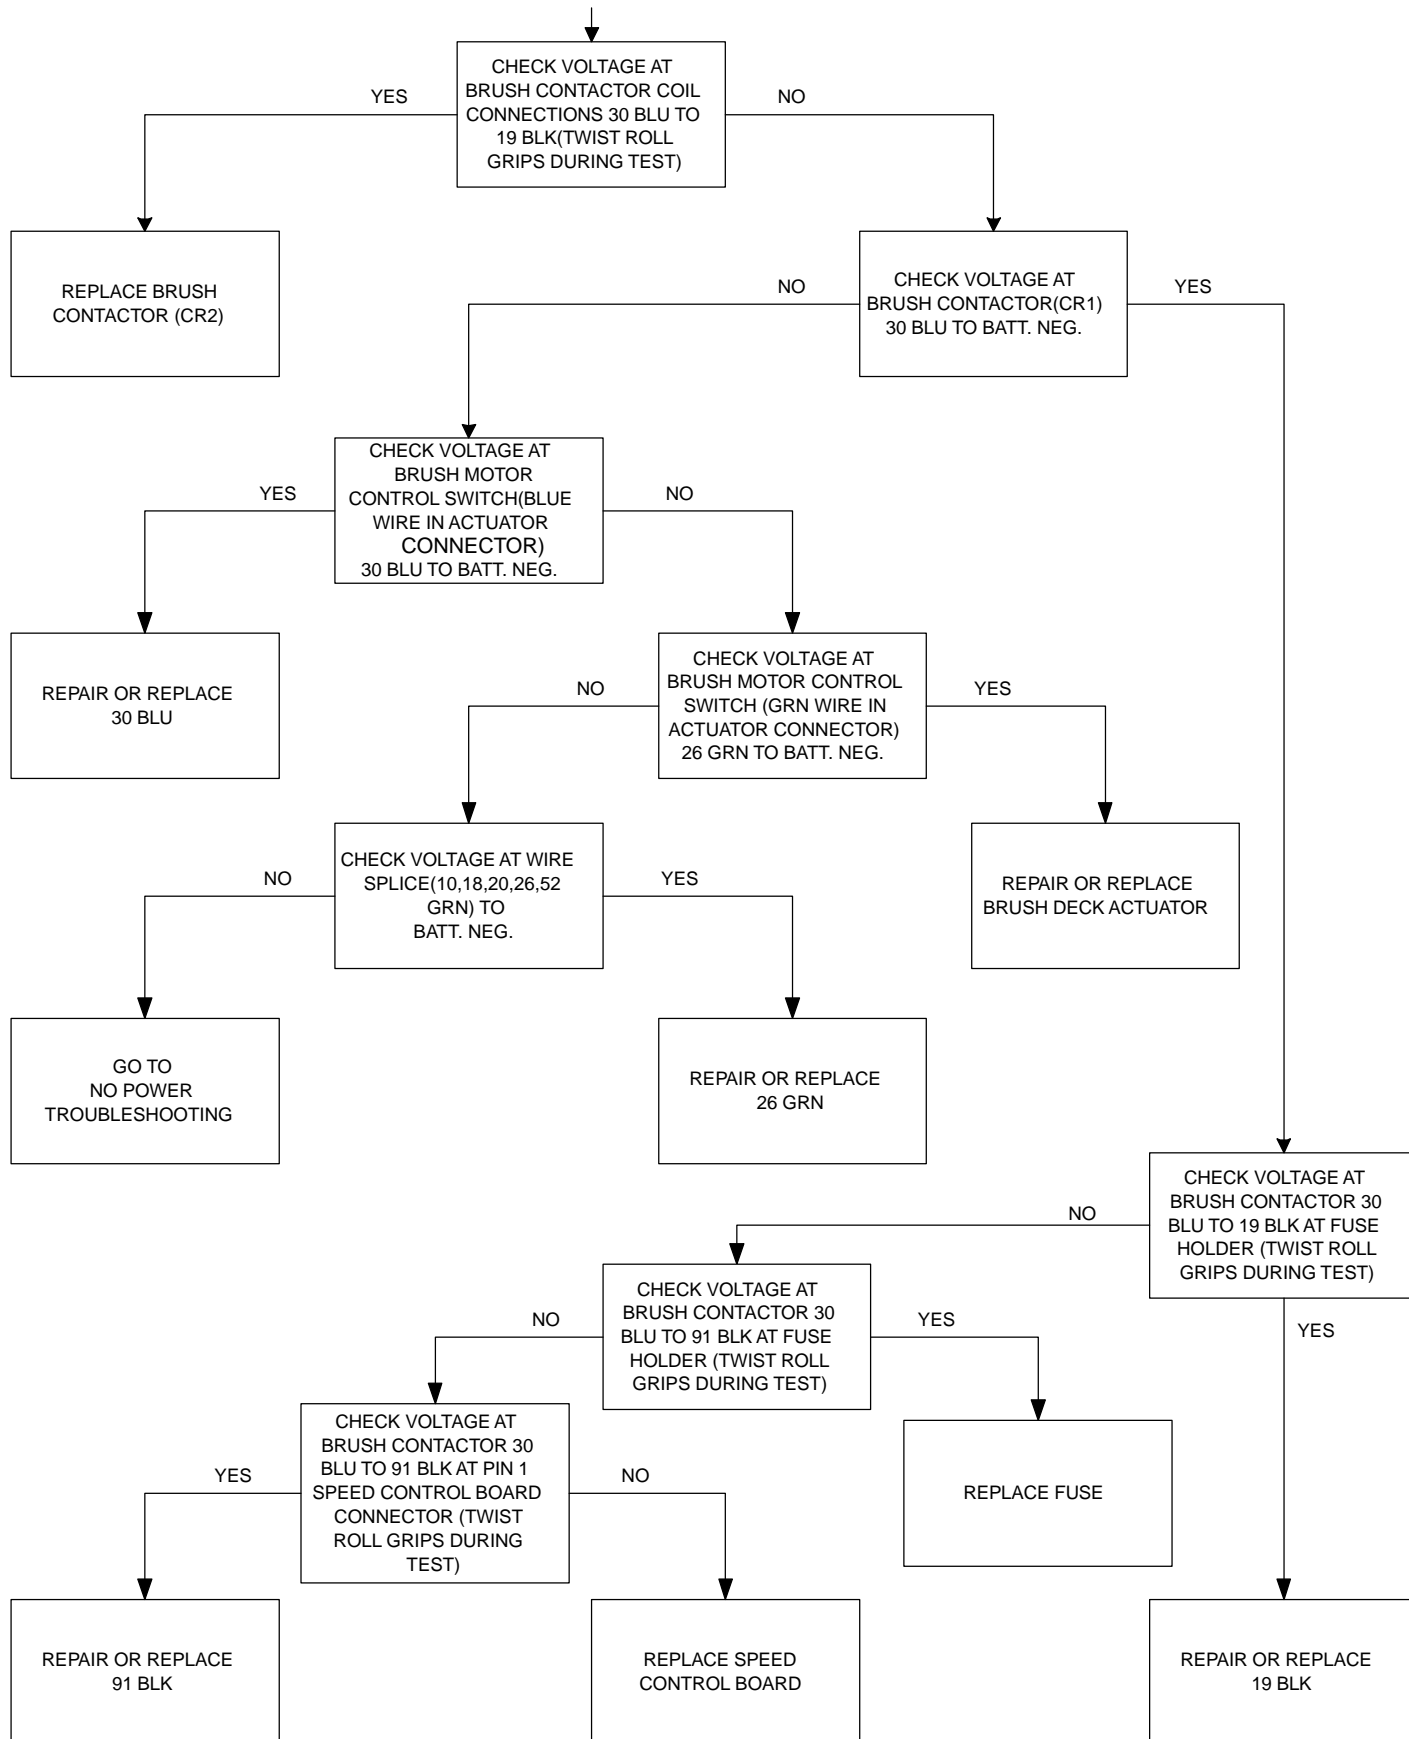 CHECK VOLTAGE AT
BRUSH CONTACTOR COIL
CONNECTIONS 30 BLU TO
19 BLK(TWIST ROLL
GRIPS DURING TEST)
YES
NO
REPLACE BRUSH
CONTACTOR (CR2)
CHECK VOLTAGE AT
BRUSH CONTACTOR(CR1)
30 BLU TO BATT. NEG.
NO
YES
CHECK VOLTAGE AT
BRUSH MOTOR
CONTROL SWITCH(BLUE
WIRE IN ACTUATOR
CONNECTOR)
30 BLU TO BATT. NEG.
YES
NO
REPAIR OR REPLACE
30 BLU
CHECK VOLTAGE AT
BRUSH MOTOR CONTROL
SWITCH (GRN WIRE IN
ACTUATOR CONNECTOR)
26 GRN TO BATT. NEG.
NO
YES
CHECK VOLTAGE AT WIRE
SPLICE(10,18,20,26,52
GRN) TO
BATT. NEG.
NO
YES
REPAIR OR REPLACE
BRUSH DECK ACTUATOR
GO TO
NO POWER
TROUBLESHOOTING
REPAIR OR REPLACE
26 GRN
CHECK VOLTAGE AT
BRUSH CONTACTOR 30
BLU TO 19 BLK AT FUSE
HOLDER (TWIST ROLL
GRIPS DURING TEST)
NO
YES
CHECK VOLTAGE AT
BRUSH CONTACTOR 30
BLU TO 91 BLK AT FUSE
HOLDER (TWIST ROLL
GRIPS DURING TEST)
NO
YES
CHECK VOLTAGE AT
BRUSH CONTACTOR 30
BLU TO 91 BLK AT PIN 1
SPEED CONTROL BOARD
CONNECTOR (TWIST
ROLL GRIPS DURING
TEST)
YES
NO
REPLACE FUSE
REPAIR OR REPLACE
91 BLK
REPLACE SPEED
CONTROL BOARD
REPAIR OR REPLACE
19 BLK